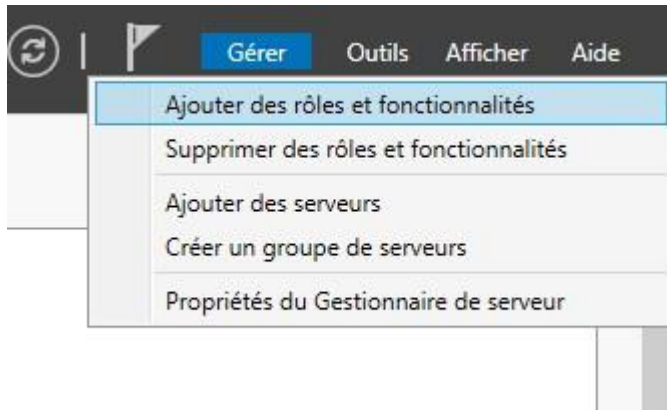 Gérer Outils Afficher Aide
Ajouter des rôles et fonctionnalités
Supprimer des rôles et fonctionnalités
Ajouter des serveurs
Créer un groupe de serveurs
Propriétés du Gestionnaire de serveur